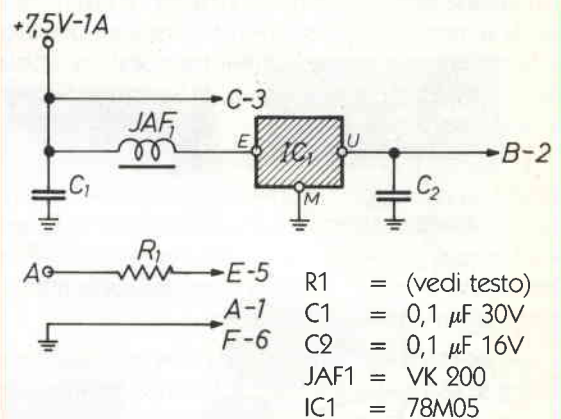 +7,5V-1A
C-3
JAF1
E
IC1
U
B-2
M
C1
C2
A
R1
E-5
A-1
F-6
R1 = (vedi testo)
C1 = 0,1 µF 30V
C2 = 0,1 µF 16V
JAF1 = VK 200
IC1 = 78M05